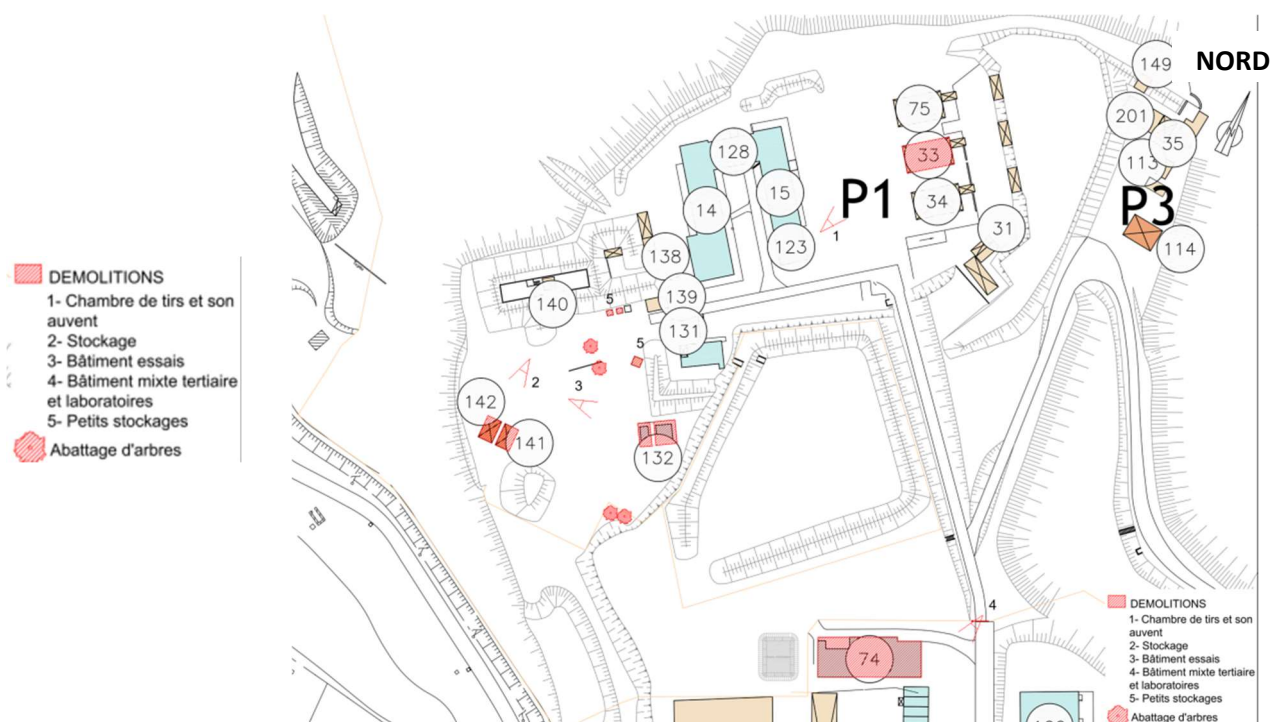 NORD
149
75
201
35
128
33
113
15
34
P1
P3
14
31
1
123
114
138
DEMOLITIONS
1- Chambre de tirs et son
auvent
2- Stockage
3- Bâtiment essais
4- Bâtiment mixte tertiaire
et laboratoires
5- Petits stockages
Abattage d'arbres
140
139
5
131
5
2
3
142
141
132
4
74
DEMOLITIONS
1- Chambre de tirs et son
auvent
2- Stockage
3- Bâtiment essais
4- Bâtiment mixte tertiaire
et laboratoires
5- Petits stockages
Abattage d'arbres